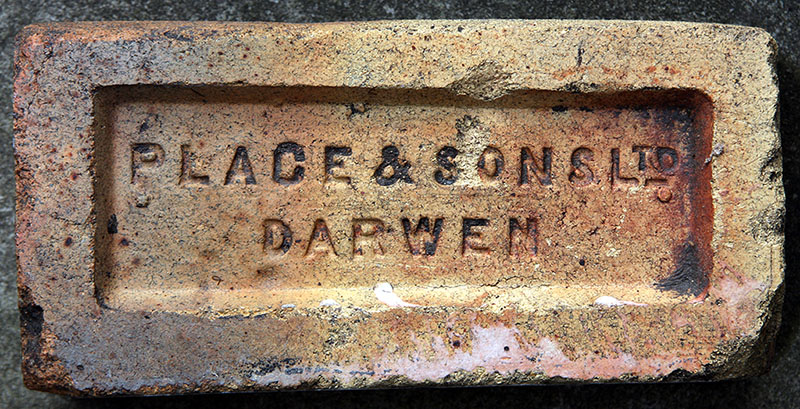 PLACE & SONS LTD.
DARWEN